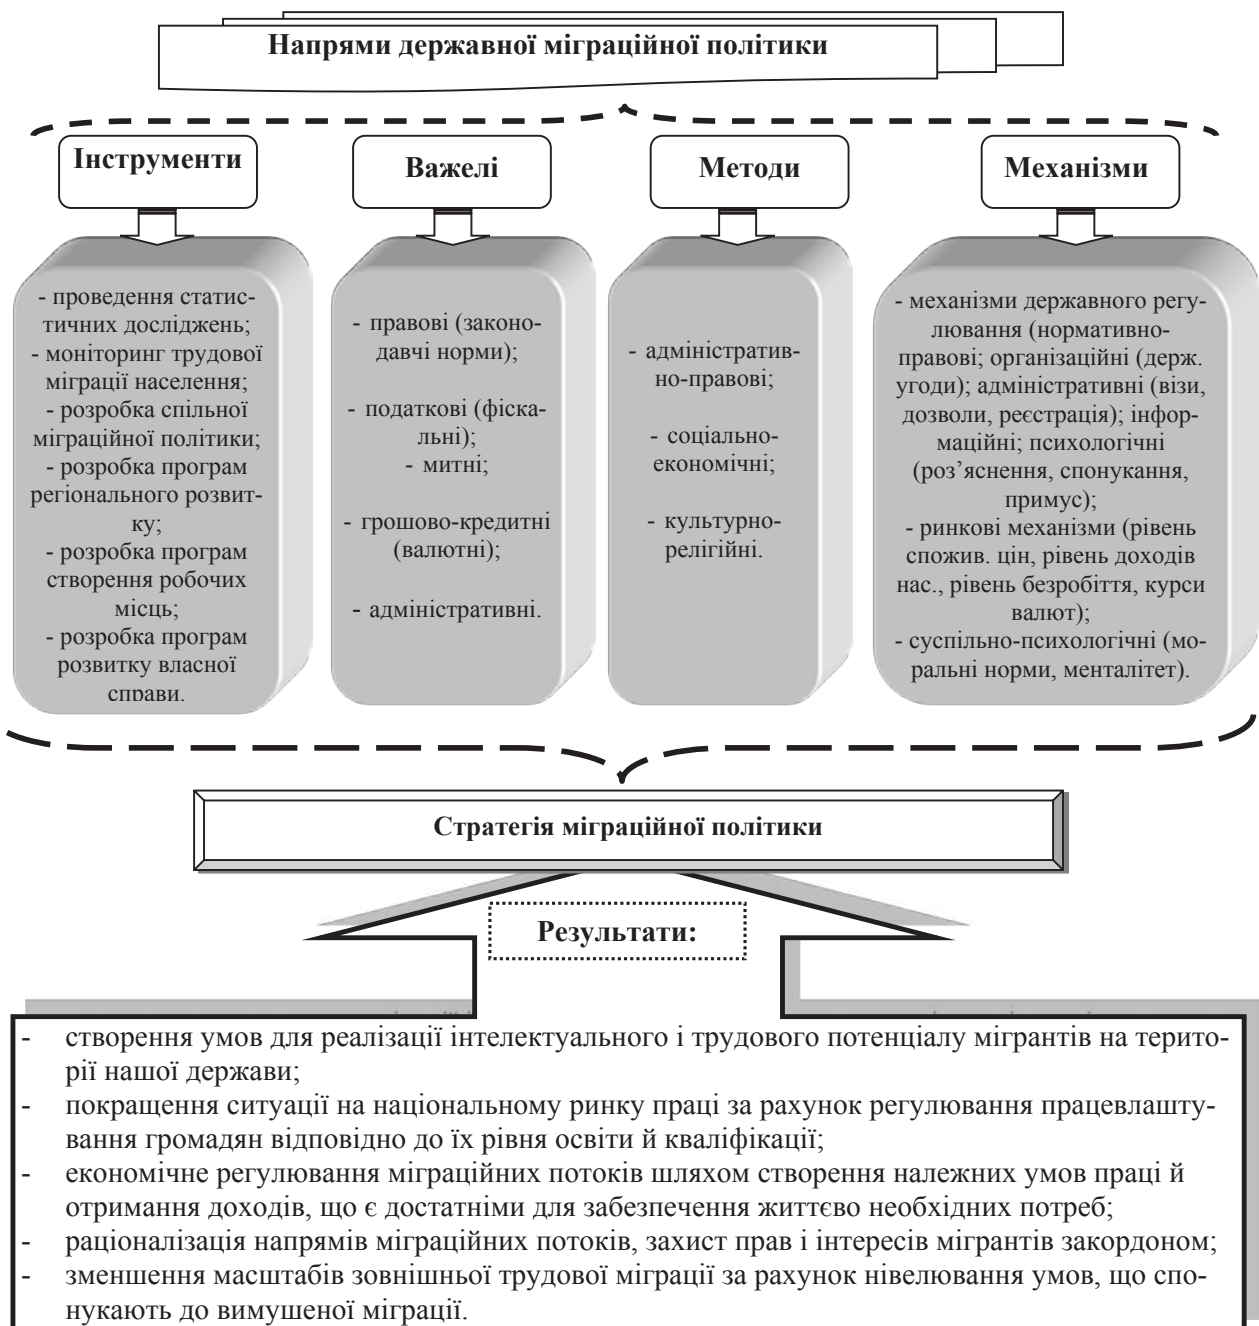 Напрями державної міграційної політики
Інструменти
Важелі
Методи
Механізми
- проведення статис-
тичних досліджень;
- моніторинг трудової
міграції населення;
- розробка спільної
міграційної політики;
- розробка програм
регіонального розвит-
ку;
- розробка програм
створення робочих
місць;
- розробка програм
розвитку власної
справи.
- правові (законо-
давчі норми);
- податкові (фіска-
льні);
- митні;
- грошово-кредитні
(валютні);
- адміністративні.
- адміністратив-
но-правові;
- соціально-
економічні;
- культурно-
релігійні.
- механізми державного регу-
лювання (нормативно-
правові; організаційні (держ.
угоди); адміністративні (візи,
дозволи, реєстрація); інфор-
маційні; психологічні
(роз’яснення, спонукання,
примус);
- ринкові механізми (рівень
спожив. цін, рівень доходів
нас., рівень безробіття, курси
валют);
- суспільно-психологічні (мо-
ральні норми, менталітет).
Стратегія міграційної політики
Результати:
- створення умов для реалізації інтелектуального і трудового потенціалу мігрантів на терито-
рії нашої держави;
- покращення ситуації на національному ринку праці за рахунок регулювання працевлашту-
вання громадян відповідно до їх рівня освіти й кваліфікації;
- економічне регулювання міграційних потоків шляхом створення належних умов праці й
отримання доходів, що є достатніми для забезпечення життєво необхідних потреб;
- раціоналізація напрямів міграційних потоків, захист прав і інтересів мігрантів закордоном;
- зменшення масштабів зовнішньої трудової міграції за рахунок нівелювання умов, що спо-
нукають до вимушеної міграції.